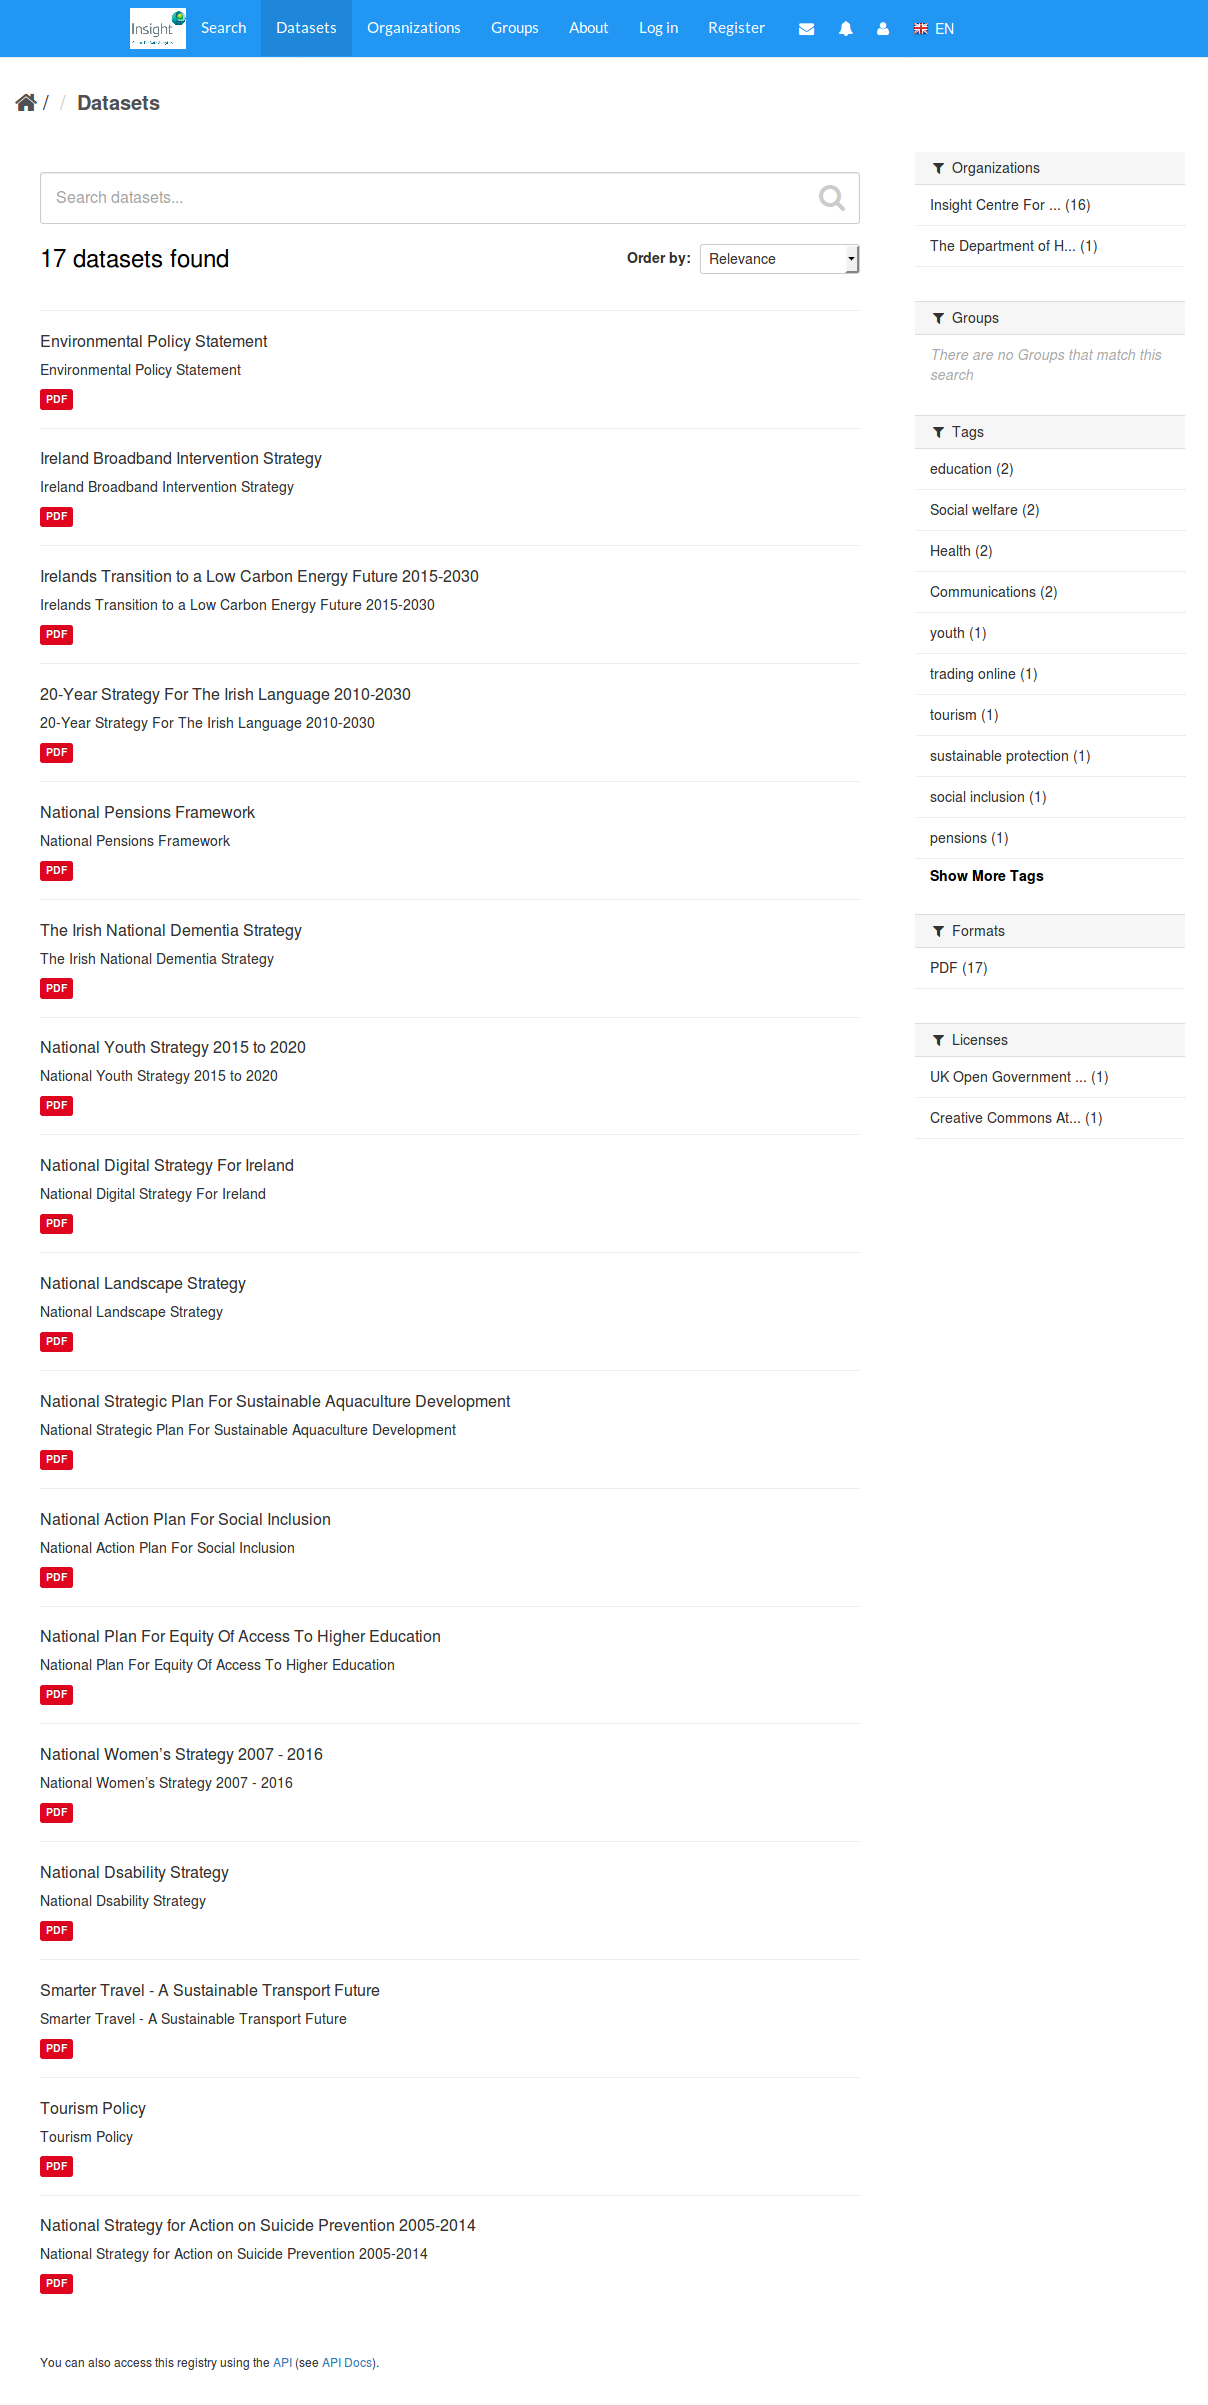 Insight
Search
Datasets
Organizations
Groups
About
Log in
Register
EN
/ / Datasets
Search datasets...
17 datasets found
Order by: Relevance
Environmental Policy Statement
Environmental Policy Statement
PDF
Ireland Broadband Intervention Strategy
Ireland Broadband Intervention Strategy
PDF
Irelands Transition to a Low Carbon Energy Future 2015-2030
Irelands Transition to a Low Carbon Energy Future 2015-2030
PDF
20-Year Strategy For The Irish Language 2010-2030
20-Year Strategy For The Irish Language 2010-2030
PDF
National Pensions Framework
National Pensions Framework
PDF
The Irish National Dementia Strategy
The Irish National Dementia Strategy
PDF
National Youth Strategy 2015 to 2020
National Youth Strategy 2015 to 2020
PDF
National Digital Strategy For Ireland
National Digital Strategy For Ireland
PDF
National Landscape Strategy
National Landscape Strategy
PDF
National Strategic Plan For Sustainable Aquaculture Development
National Strategic Plan For Sustainable Aquaculture Development
PDF
National Action Plan For Social Inclusion
National Action Plan For Social Inclusion
PDF
National Plan For Equity Of Access To Higher Education
National Plan For Equity Of Access To Higher Education
PDF
National Women's Strategy 2007 - 2016
National Women's Strategy 2007 - 2016
PDF
National Dsability Strategy
National Dsability Strategy
PDF
Smarter Travel - A Sustainable Transport Future
Smarter Travel - A Sustainable Transport Future
PDF
Tourism Policy
Tourism Policy
PDF
National Strategy for Action on Suicide Prevention 2005-2014
National Strategy for Action on Suicide Prevention 2005-2014
PDF
You can also access this registry using the API (see API Docs).
Organizations
Insight Centre For ... (16)
The Department of H... (1)
Groups
There are no Groups that match this
search
Tags
education (2)
Social welfare (2)
Health (2)
Communications (2)
youth (1)
trading online (1)
tourism (1)
sustainable protection (1)
social inclusion (1)
pensions (1)
Show More Tags
Formats
PDF (17)
Licenses
UK Open Government ... (1)
Creative Commons At... (1)